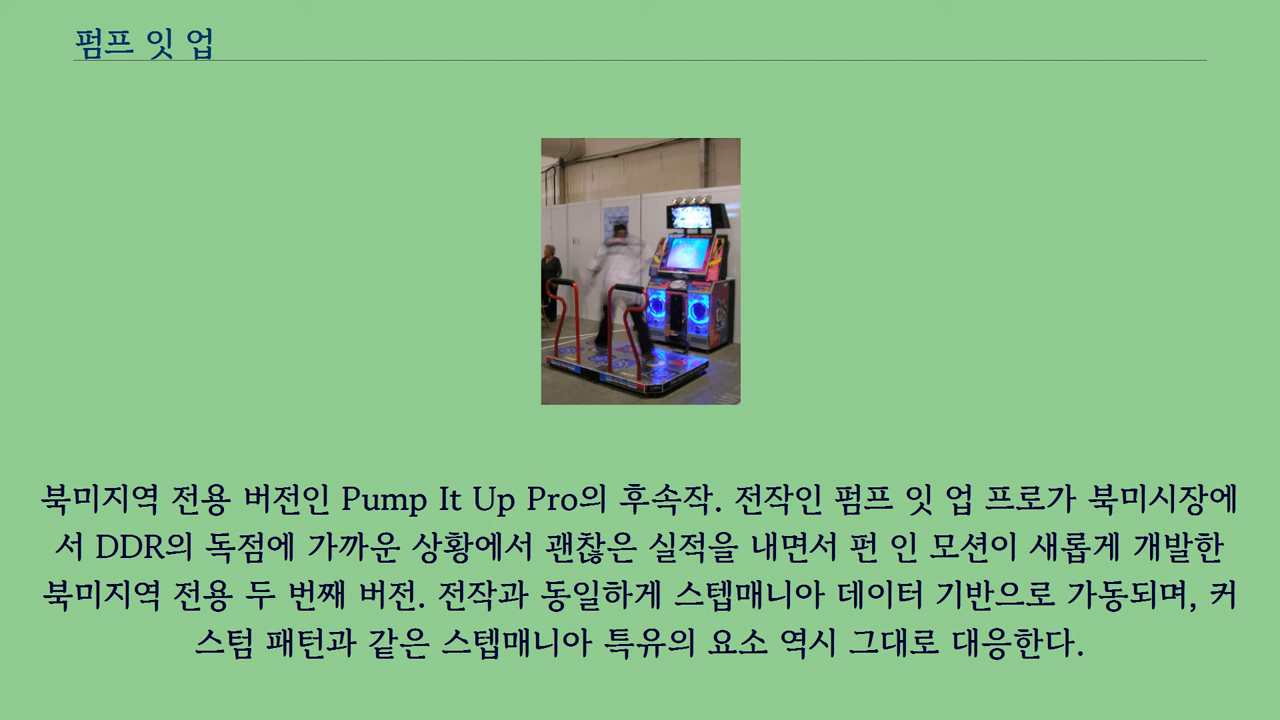 펌프 잇 업
북미지역 전용 버전인 Pump It Up Pro의 후속작. 전작인 펌프 잇 업 프로가 북미시장에
서 DDR의 독점에 가까운 상황에서 괜찮은 실적을 내면서 펀 인 모션이 새롭게 개발한
북미지역 전용 두 번째 버전. 전작과 동일하게 스텝매니아 데이터 기반으로 가동되며, 커
스텀 패턴과 같은 스텝매니아 특유의 요소 역시 그대로 대응한다.